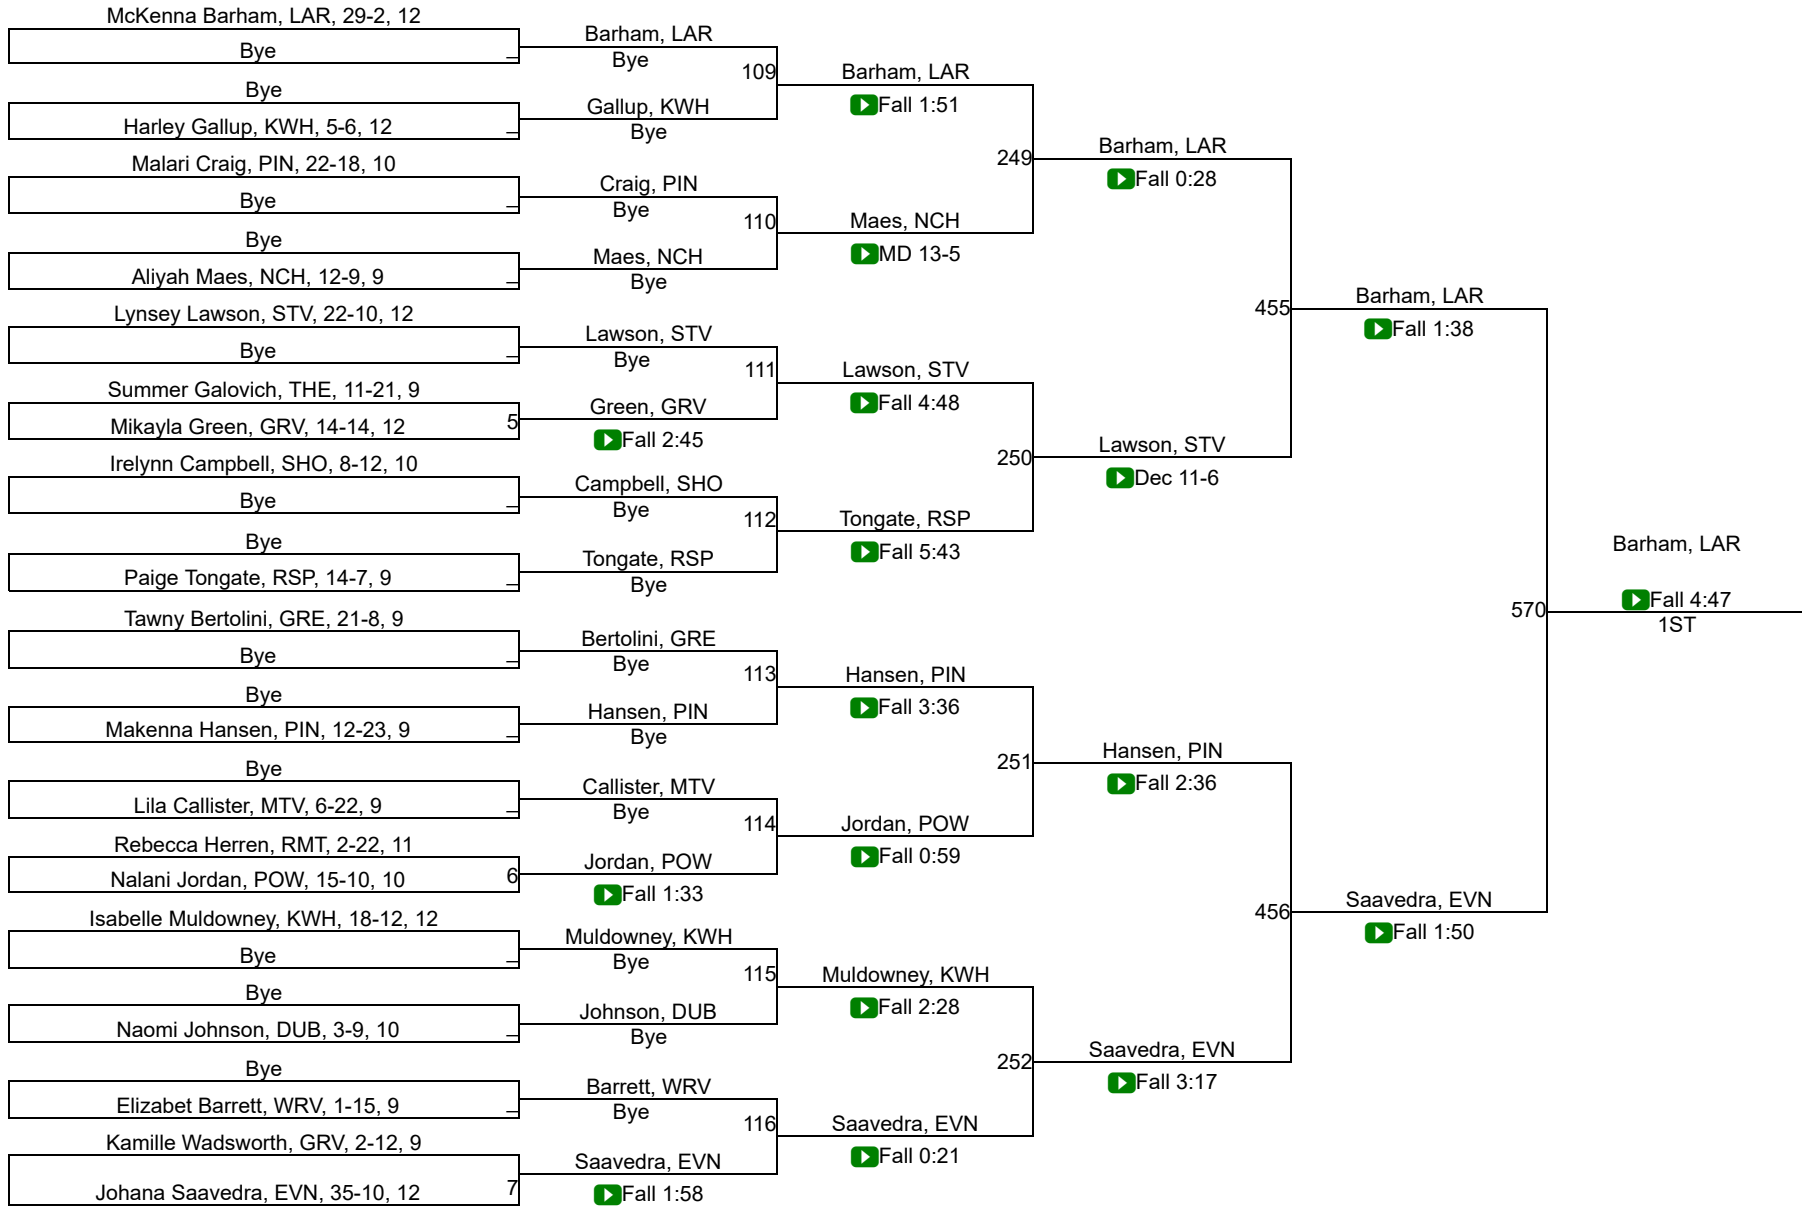 McKenna Barham, LAR, 29-2, 12
Bye
Bye
Harley Gallup, KWH, 5-6, 12
Malari Craig, PIN, 22-18, 10
Bye
Bye
Aliyah Maes, NCH, 12-9, 9
Lynsey Lawson, STV, 22-10, 12
Bye
Summer Galovich, THE, 11-21, 9
Mikayla Green, GRV, 14-14, 12
5
Irelynn Campbell, SHO, 8-12, 10
Bye
Bye
Paige Tongate, RSP, 14-7, 9
Tawny Bertolini, GRE, 21-8, 9
Bye
Bye
Makenna Hansen, PIN, 12-23, 9
Bye
Lila Callister, MTV, 6-22, 9
Rebecca Herren, RMT, 2-22, 11
Nalani Jordan, POW, 15-10, 10
6
Isabelle Muldowney, KWH, 18-12, 12
Bye
Bye
Naomi Johnson, DUB, 3-9, 10
Bye
Elizabet Barrett, WRV, 1-15, 9
Kamille Wadsworth, GRV, 2-12, 9
Johana Saavedra, EVN, 35-10, 12
7
Barham, LAR
Bye
109
Gallup, KWH
Bye
Craig, PIN
Bye
110
Maes, NCH
Bye
Lawson, STV
Bye
111
Green, GRV
Fall 2:45
Campbell, SHO
Bye
112
Tongate, RSP
Bye
Bertolini, GRE
Bye
113
Hansen, PIN
Bye
Callister, MTV
Bye
114
Jordan, POW
Fall 1:33
Muldowney, KWH
Bye
115
Johnson, DUB
Bye
Barrett, WRV
Bye
116
Saavedra, EVN
Fall 1:58
Barham, LAR
Fall 1:51
249
Maes, NCH
MD 13-5
Lawson, STV
Fall 4:48
250
Tongate, RSP
Fall 5:43
Hansen, PIN
Fall 3:36
251
Jordan, POW
Fall 0:59
Muldowney, KWH
Fall 2:28
252
Saavedra, EVN
Fall 0:21
Barham, LAR
Fall 0:28
455
Lawson, STV
Dec 11-6
Hansen, PIN
Fall 2:36
456
Saavedra, EVN
Fall 3:17
Barham, LAR
Fall 1:38
570
Saavedra, EVN
Fall 1:50
Barham, LAR
Fall 4:47
1ST